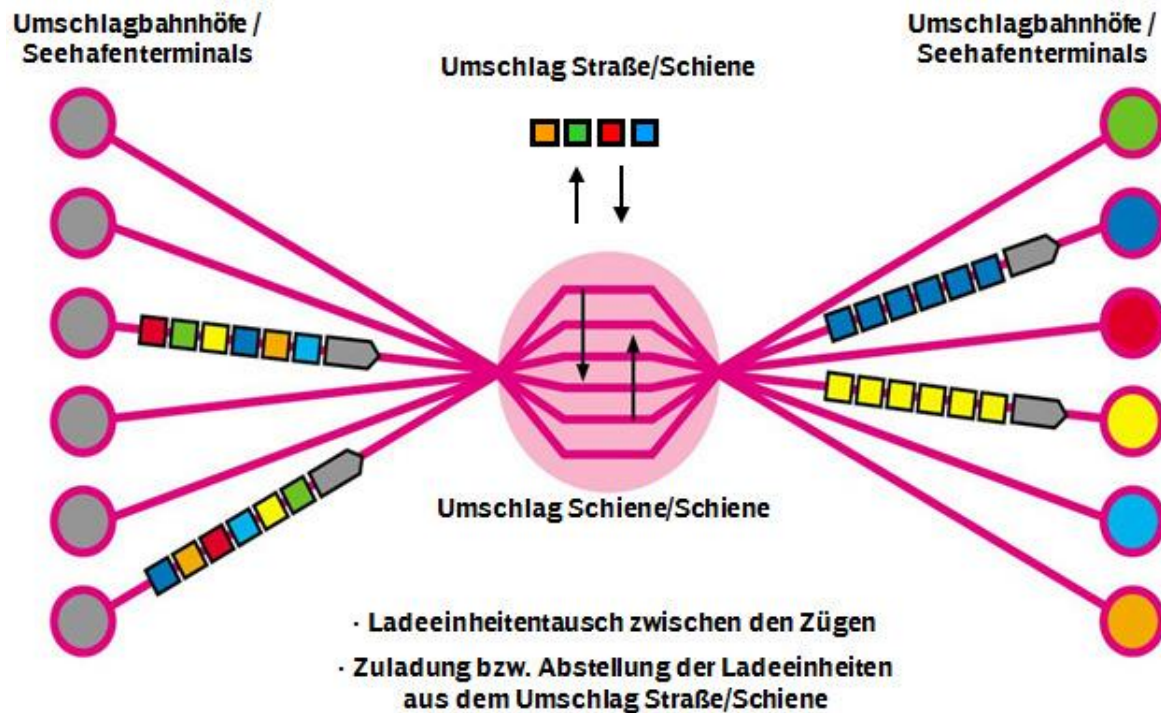 Umschlagbahnhöfe /
Seehafenterminals
Umschlag Straße/Schiene
Umschlagbahnhöfe /
Seehafenterminals
Umschlag Schiene/Schiene
· Ladeeinheitentausch zwischen den Zügen
· Zuladung bzw. Abstellung der Ladeeinheiten
aus dem Umschlag Straße/Schiene